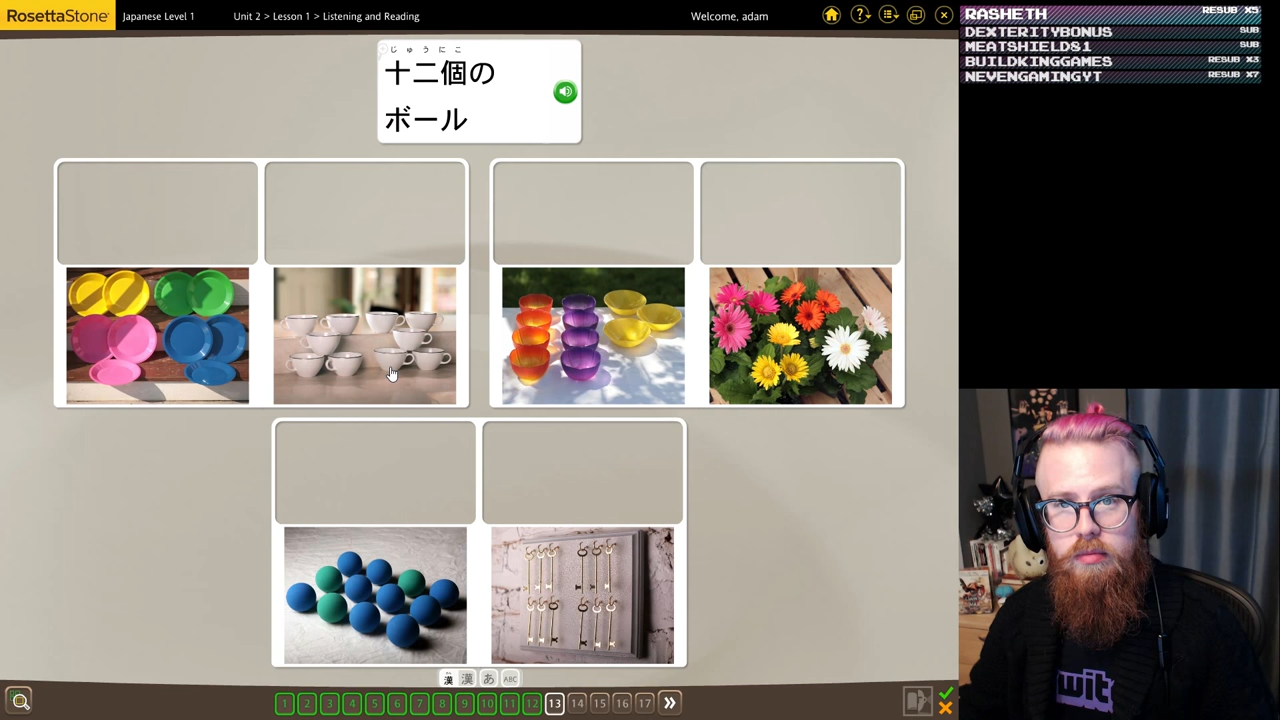 RosettaStone
Japanese Level 1
Unit 2 > Lesson 1 > Listening and Reading
Welcome, adam
じゅうにこ
十二個の
ボール
漢 漢 あ ABC
1 2 3 4 5 6 7 8 9 10 11 12 13 14 15 16 17
RASHETH RESUB X5
DEXTERITYBONUS SUB
MEATSHIELD81 SUB
BUILDKINGGAMES RESUB X3
NEVENGAMINGYT RESUB X7
wit